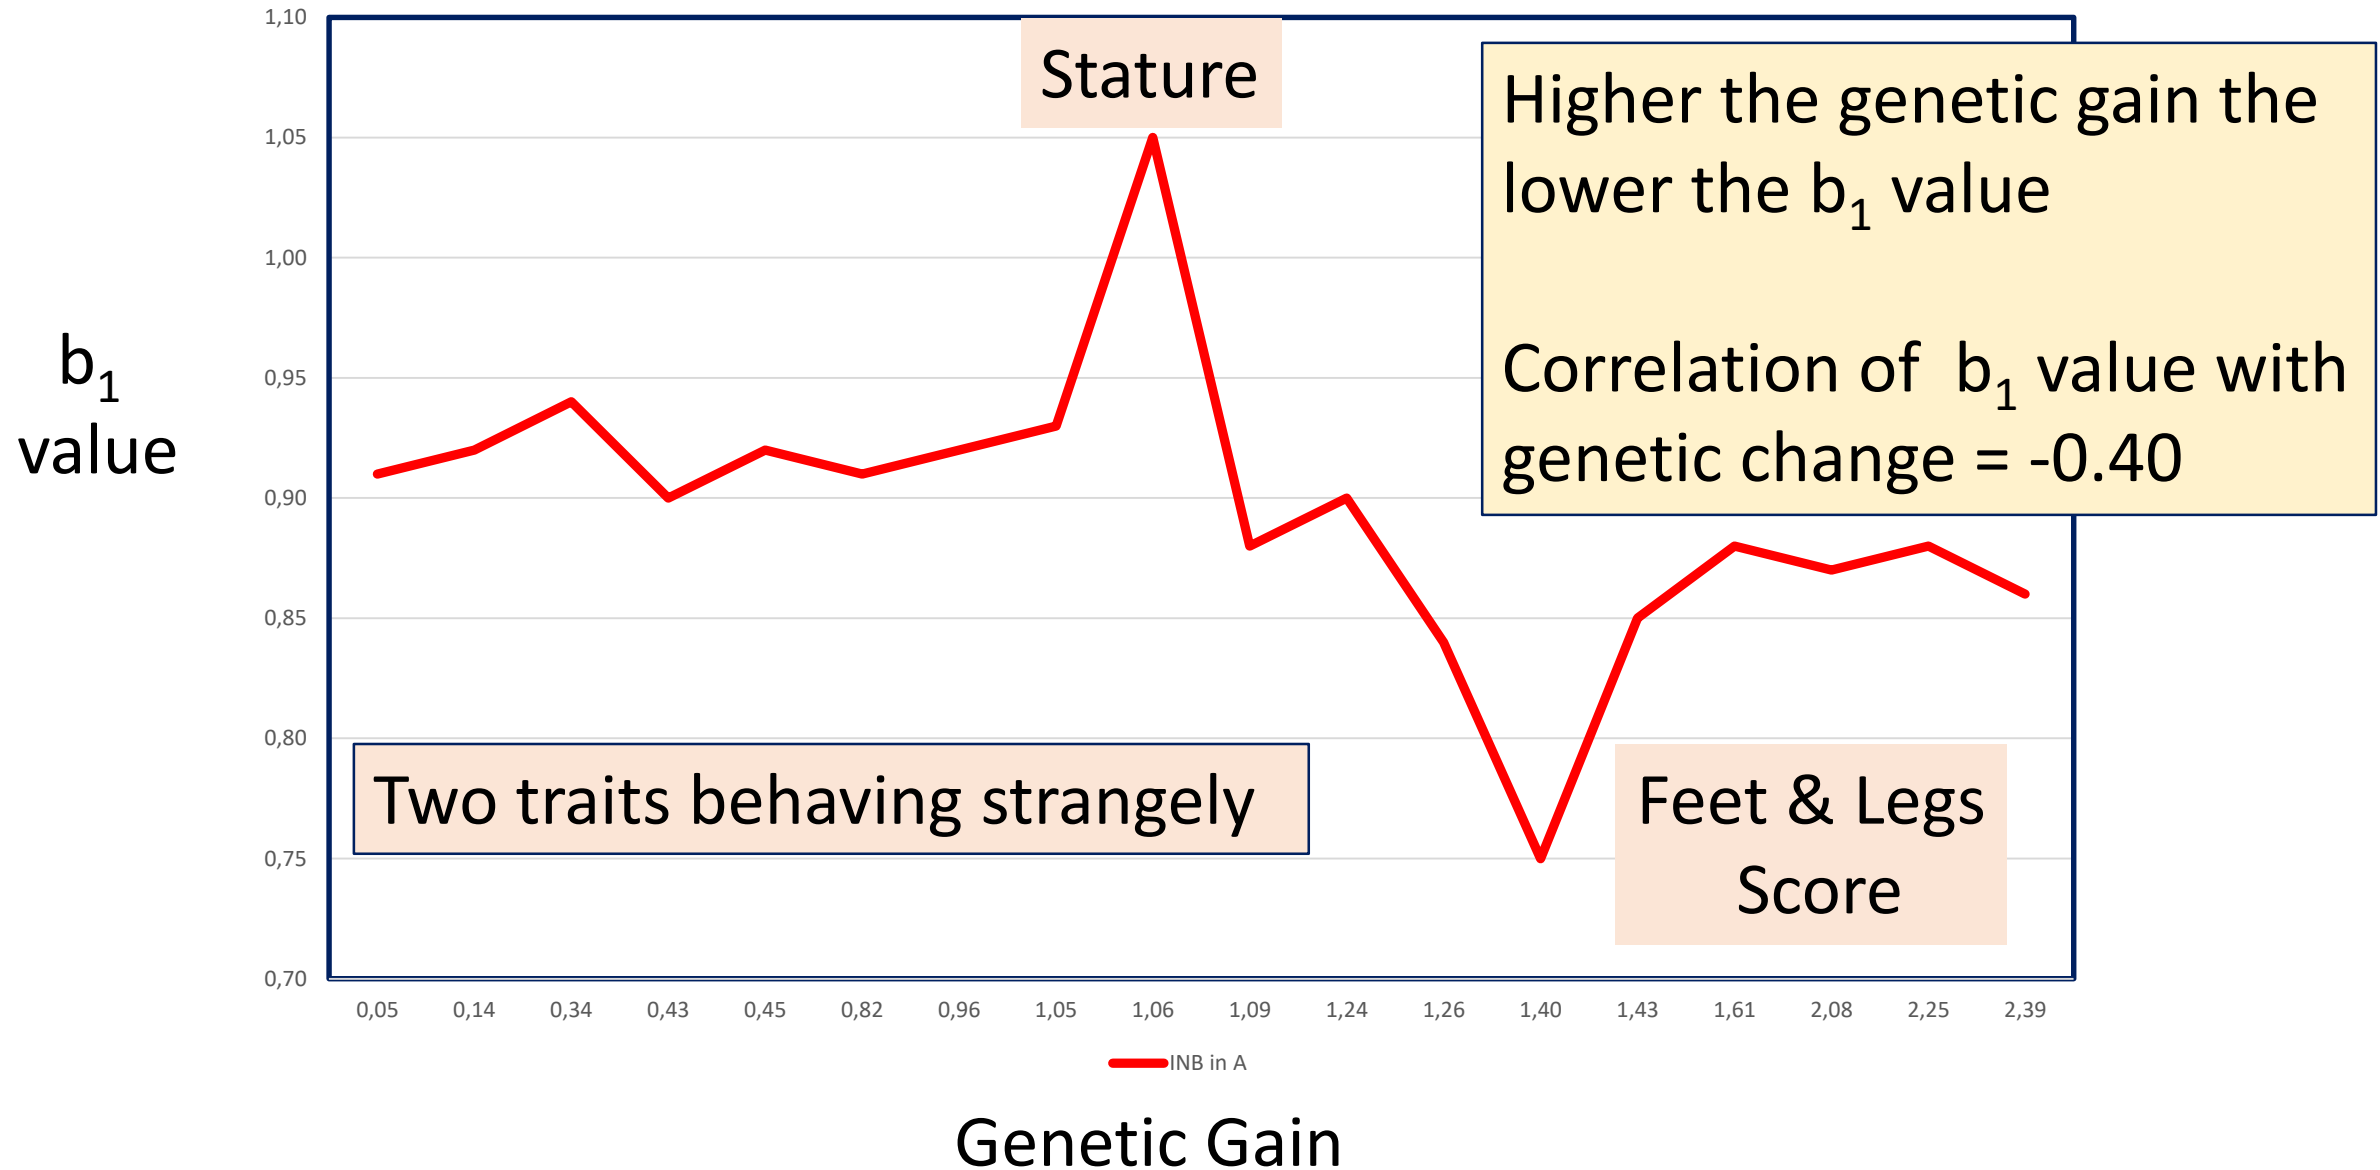 1,10
1,05
1,00
0,95
0,90
0,85
0,80
0,75
0,70
b₁
value
Stature
Higher the genetic gain the
lower the b₁ value
Correlation of b₁ value with
genetic change = -0.40
Two traits behaving strangely
Feet & Legs
Score
0,05 0,14 0,34 0,43 0,45 0,82 0,96 1,05 1,06 1,09 1,24 1,26 1,40 1,43 1,61 2,08 2,25 2,39
INB in A
Genetic Gain